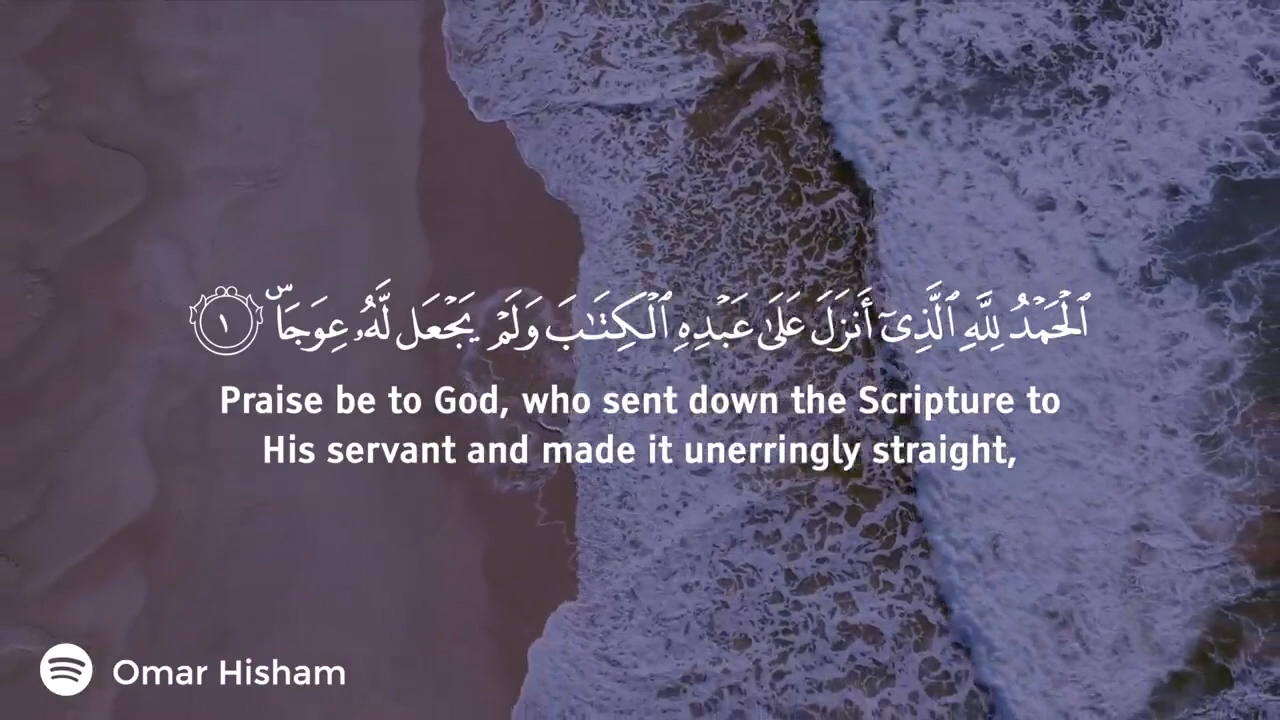 ٱلْحَمْدُ لِلَّهِ ٱلَّذِىٓ أَنزَلَ عَلَىٰ عَبْدِهِ ٱلْكِتَـٰبَ وَلَمْ يَجْعَل لَّهُۥ عِوَجَاۜ ١
Praise be to God, who sent down the Scripture to
His servant and made it unerringly straight,
Omar Hisham